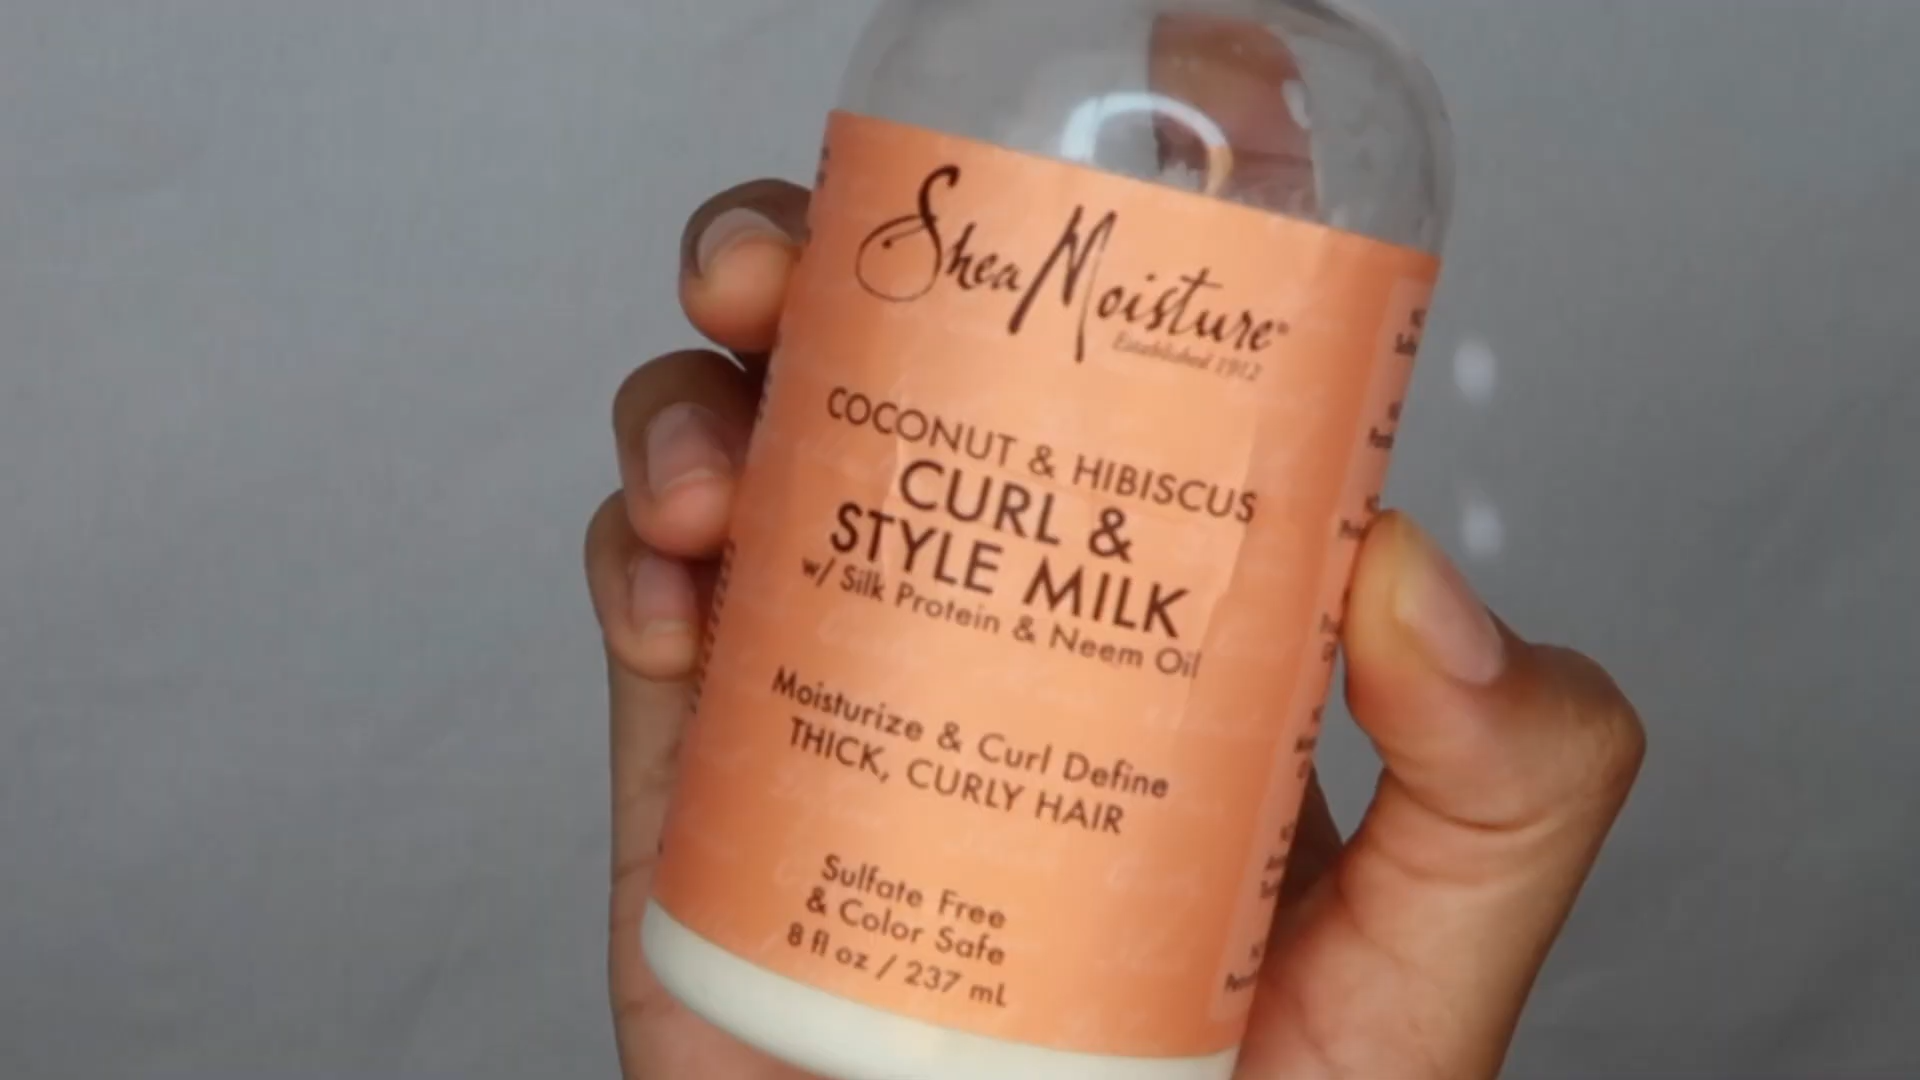 SheaMoisture®
Established 1912
COCONUT & HIBISCUS
CURL &
STYLE MILK
w/ Silk Protein & Neem Oil
Moisturize & Curl Define
THICK, CURLY HAIR
Sulfate Free
& Color Safe
8 fl oz / 237 mL